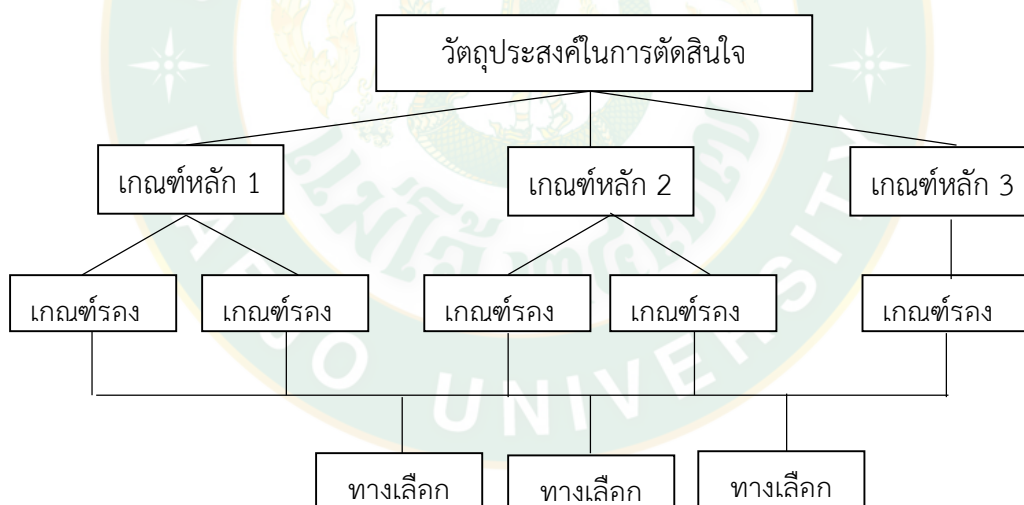 วัตถุประสงค์ในการตัดสินใจ
เกณฑ์หลัก 1
เกณฑ์หลัก 2
เกณฑ์หลัก 3
เกณฑ์รอง
เกณฑ์รอง
เกณฑ์รอง
เกณฑ์รอง
เกณฑ์รอง
ทางเลือก
ทางเลือก
ทางเลือก
แม่โจ้
UNIVERSITY